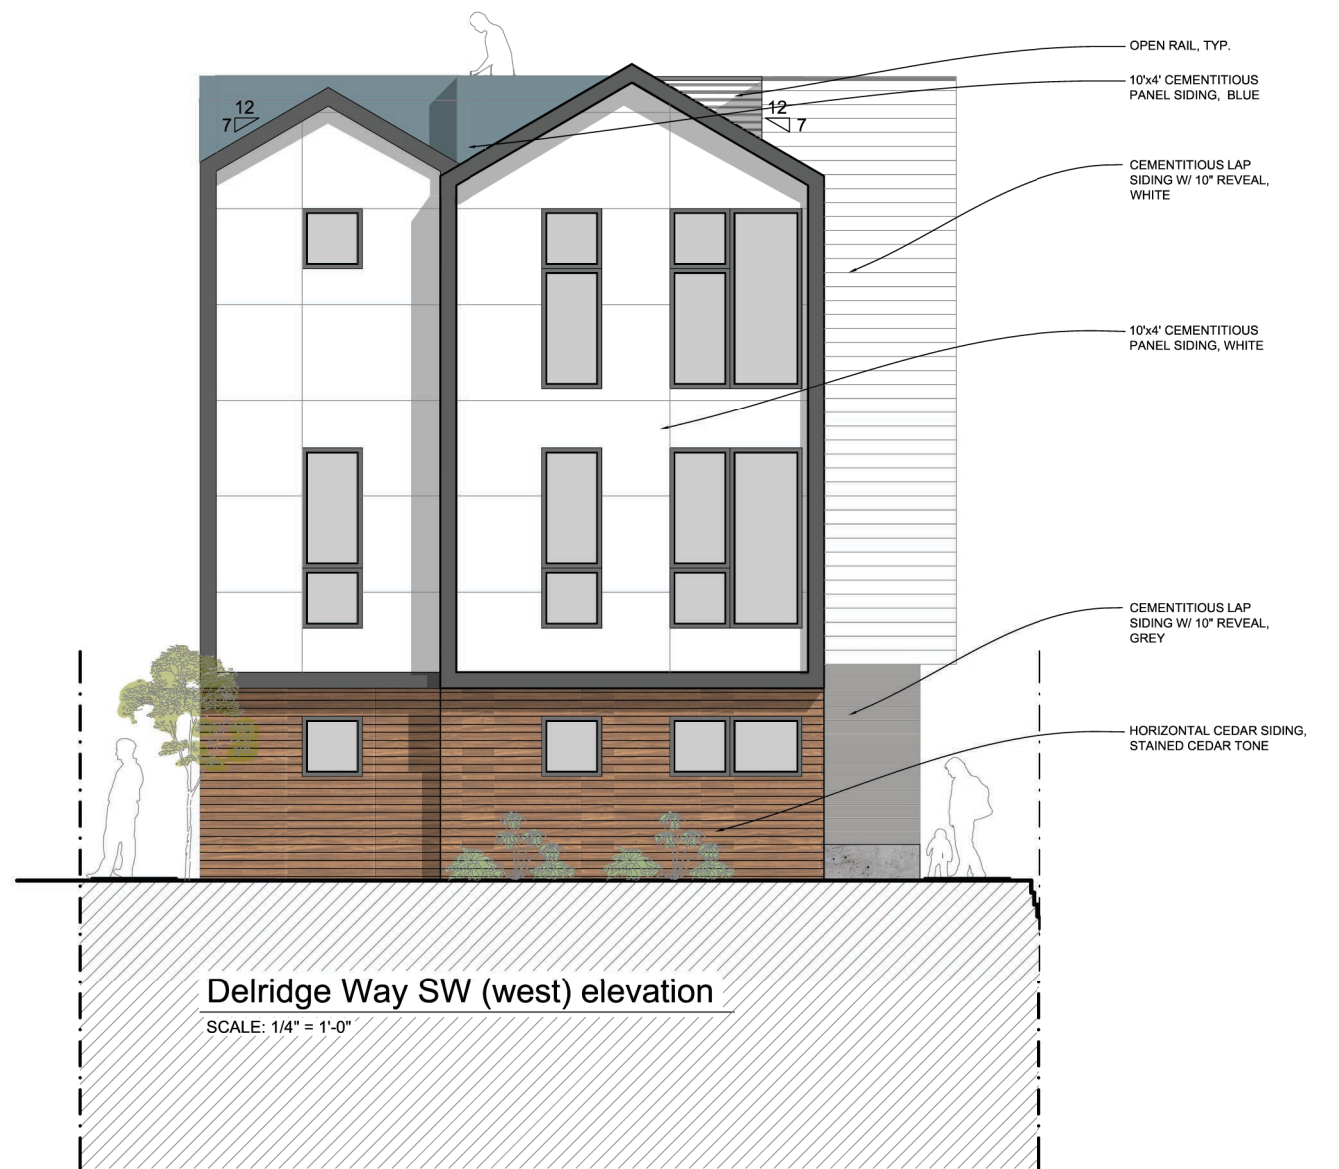 OPEN RAIL, TYP.
10'x4' CEMENTITIOUS
PANEL SIDING, BLUE
12
7
12
7
CEMENTITIOUS LAP
SIDING W/ 10" REVEAL,
WHITE
10'x4' CEMENTITIOUS
PANEL SIDING, WHITE
CEMENTITIOUS LAP
SIDING W/ 10" REVEAL,
GREY
HORIZONTAL CEDAR SIDING,
STAINED CEDAR TONE
Delridge Way SW (west) elevation
SCALE: 1/4" = 1'-0"